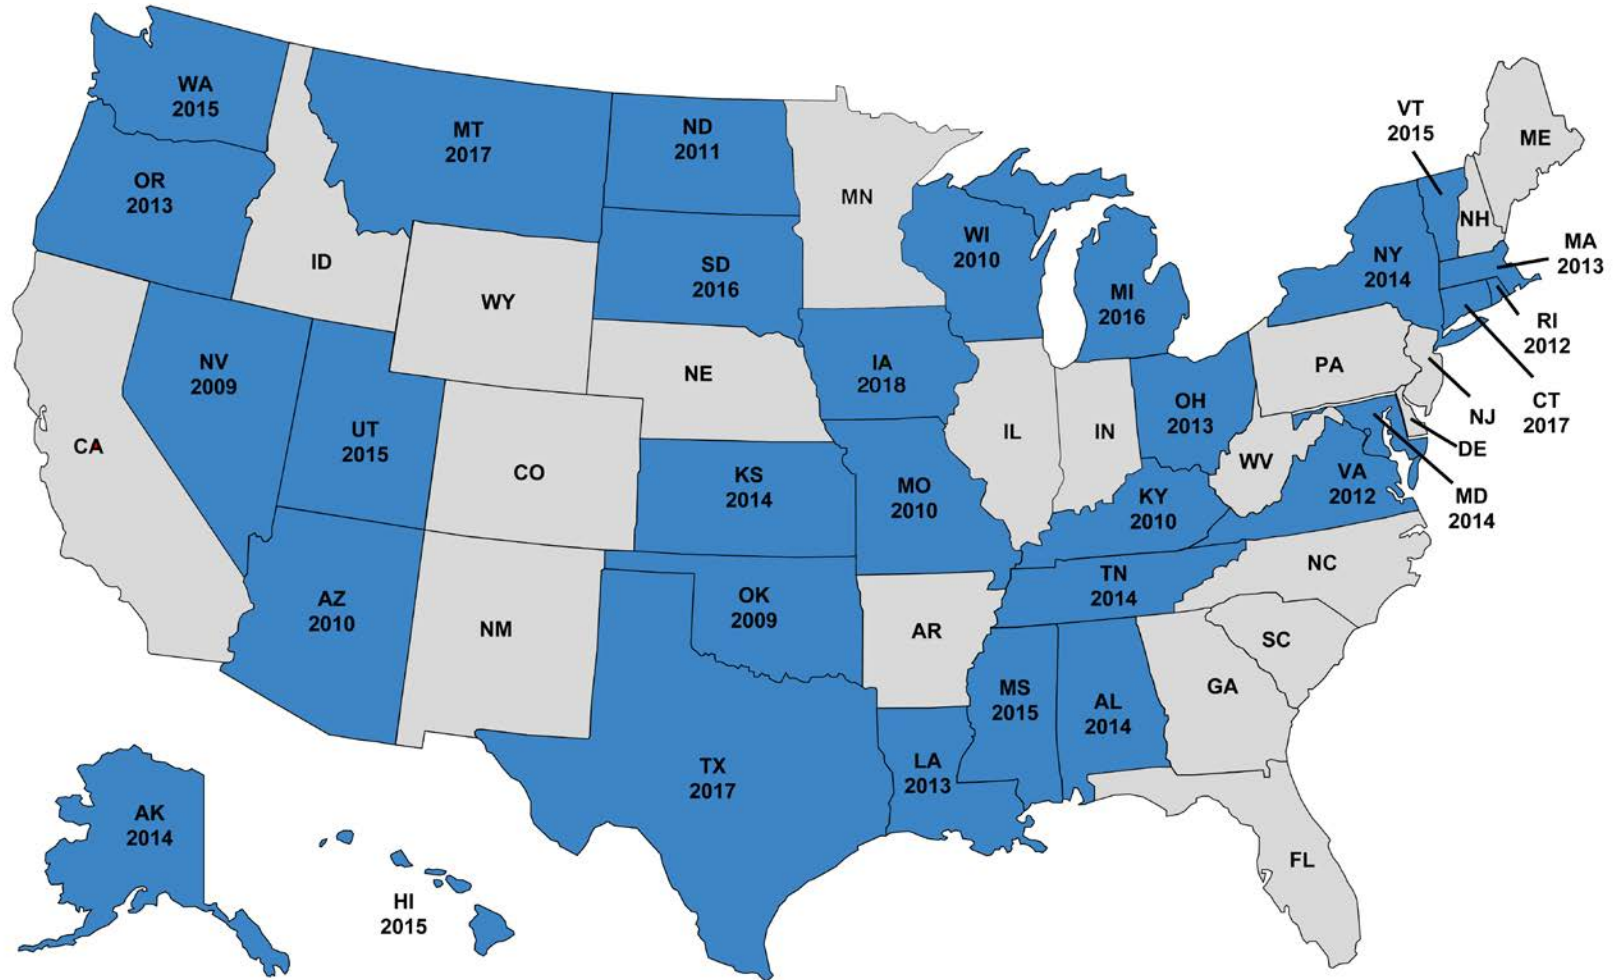 WA
2015
MT
2017
ND
2011
VT
2015
ME
OR
2013
MN
NH
ID
WI
2010
NY
2014
MA
2013
SD
2016
WY
MI
2016
RI
2012
NV
2009
NE
IA
2018
PA
NJ
CT
2017
CA
UT
2015
CO
KS
2014
MO
2010
IL
IN
OH
2013
WV
DE
KY
2010
VA
2012
MD
2014
AZ
2010
NM
OK
2009
AR
TN
2014
NC
SC
GA
MS
2015
AL
2014
TX
2017
LA
2013
AK
2014
HI
2015
FL